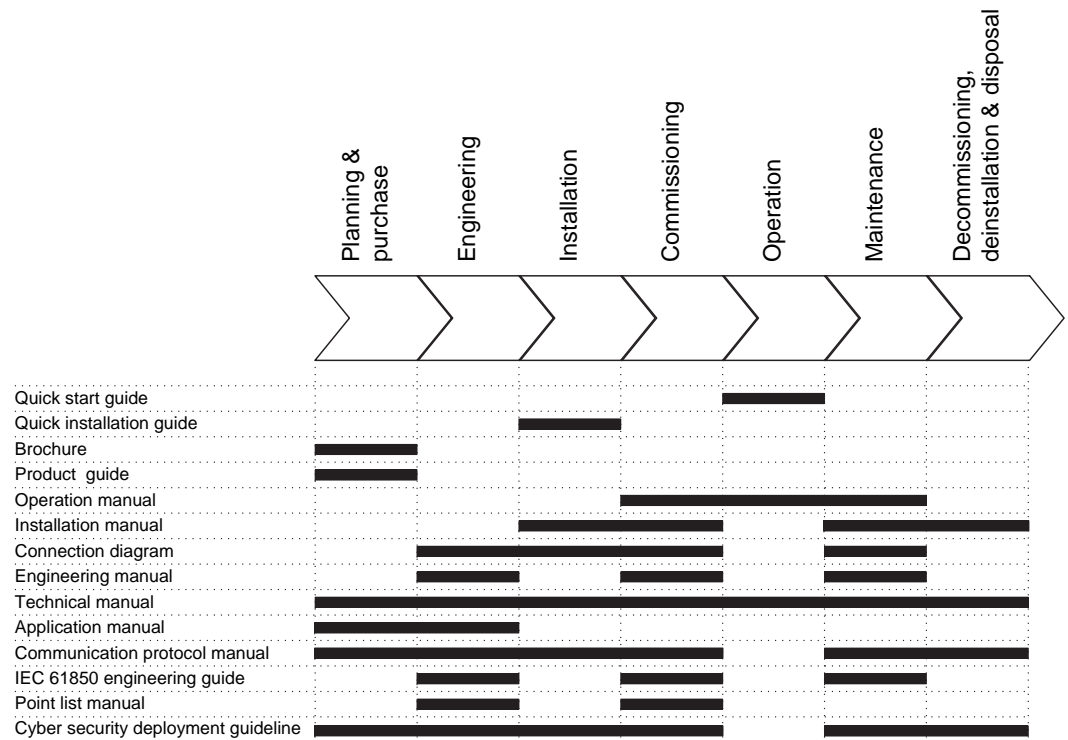 Planning &
purchase
Engineering
Installation
Commissioning
Operation
Maintenance
Decommissioning,
deinstallation & disposal
Quick start guide
Quick installation guide
Brochure
Product guide
Operation manual
Installation manual
Connection diagram
Engineering manual
Technical manual
Application manual
Communication protocol manual
IEC 61850 engineering guide
Point list manual
Cyber security deployment guideline